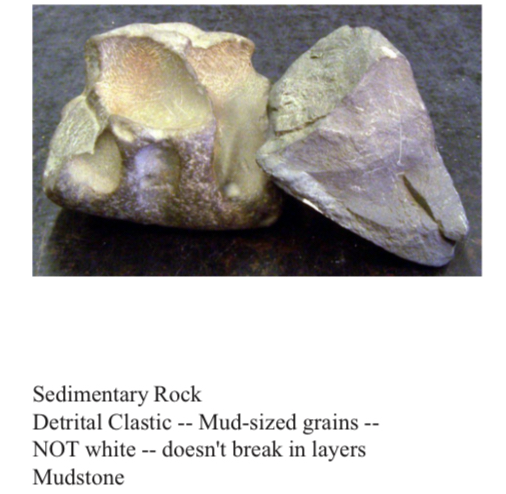 Sedimentary Rock
Detrital Clastic -- Mud-sized grains --
NOT white -- doesn't break in layers
Mudstone